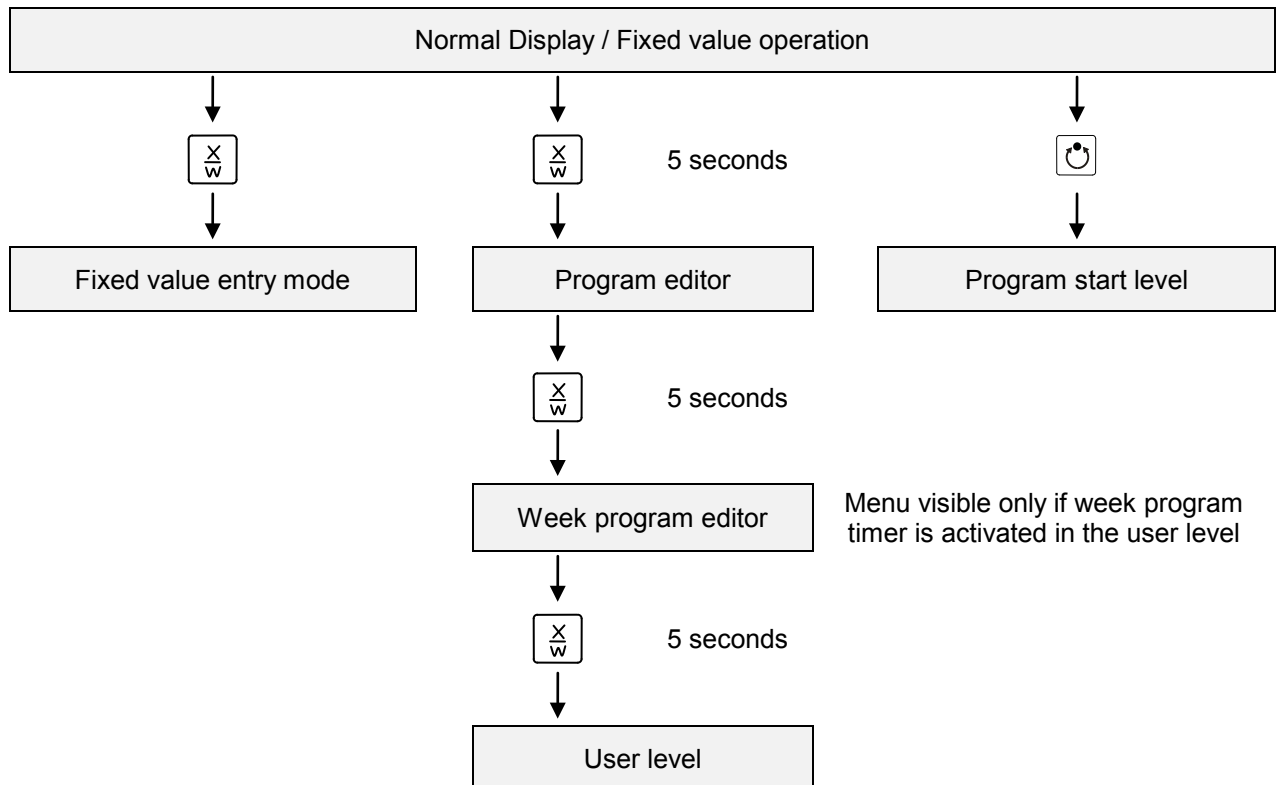 Normal Display / Fixed value operation
X
W
X
W
5 seconds
Fixed value entry mode
Program editor
Program start level
X
W
5 seconds
Week program editor
Menu visible only if week program
timer is activated in the user level
X
W
5 seconds
User level